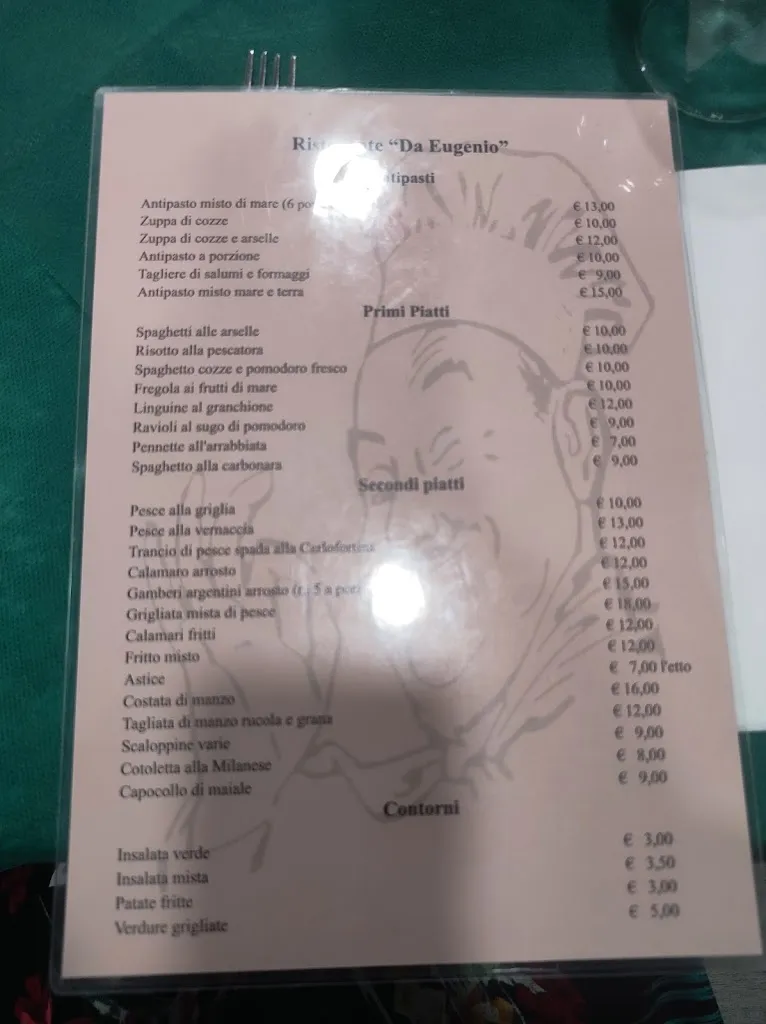 "Da Eugenio"
Antipasto misto di mare (6 € 13,00
Zuppa di cozze € 10,00
Zuppa di cozze e arselle € 12,00
Antipasto a porzione € 10,00
Tagliere di salumi e formaggi € 9,00
Antipasto misto mare e terra € 15,00
Primi Piatti
Spaghetti alle arselle € 10,00
Risotto alla pescatora € 10,00
Spaghetto cozze e pomodoro fresco € 10,00
Fregola ai frutti di mare € 10,00
Linguine al granchione € 12,00
Ravioli al sugo di pomodoro € 9,00
Pennette all'arrabbiata € 7,00
Spaghetto alla carbonara € 9,00
Secondi piatti
Pesce alla griglia € 10,00
Pesce alla vernaccia € 13,00
Trancio di pesce spada alla Carlofortina € 12,00
Calamaro arrosto € 12,00
Gamberi argentini arrosto 5 a € 15,00
Grigliata mista di pesce € 18,00
Calamari fritti € 12,00
Fritto misto € 12,00
Astice € 7,00 l'etto
Costata di manzo € 16,00
Tagliata di manzo rucola e grana € 12,00
Scaloppine varie € 9,00
Cotoletta alla Milanese € 8,00
Capocollo di maiale € 9,00
Contorni
Insalata verde € 3,00
Insalata mista € 3,50
Patate fritte € 3,00
Verdure grigliate € 5,00